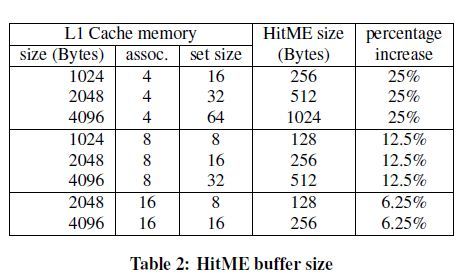 L1 Cache memory HitME size percentage
size (Bytes) assoc. set size (Bytes) increase
1024 4 16 256 25%
2048 4 32 512 25%
4096 4 64 1024 25%
1024 8 8 128 12.5%
2048 8 16 256 12.5%
4096 8 32 512 12.5%
2048 16 8 128 6.25%
4096 16 16 256 6.25%
Table 2: HitME buffer size